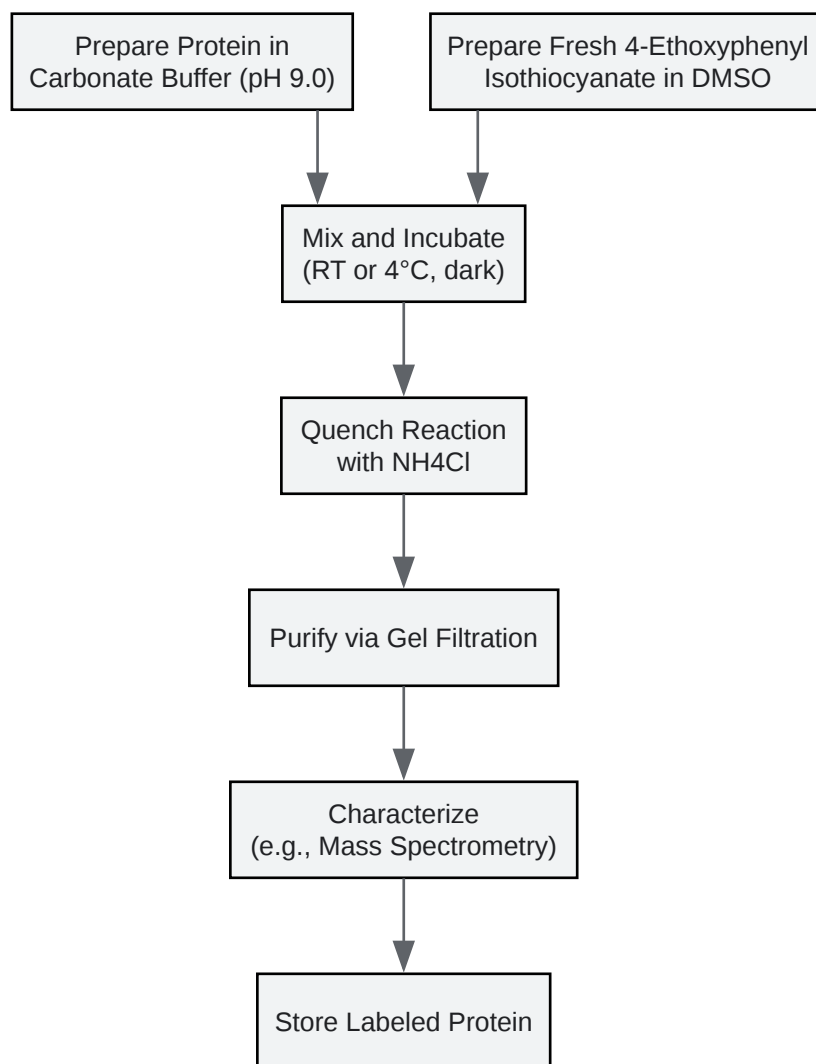 Prepare Protein in
Carbonate Buffer (pH 9.0)
Prepare Fresh 4-Ethoxyphenyl
Isothiocyanate in DMSO
Mix and Incubate
(RT or 4°C, dark)
Quench Reaction
with NH4Cl
Purify via Gel Filtration
Characterize
(e.g., Mass Spectrometry)
Store Labeled Protein